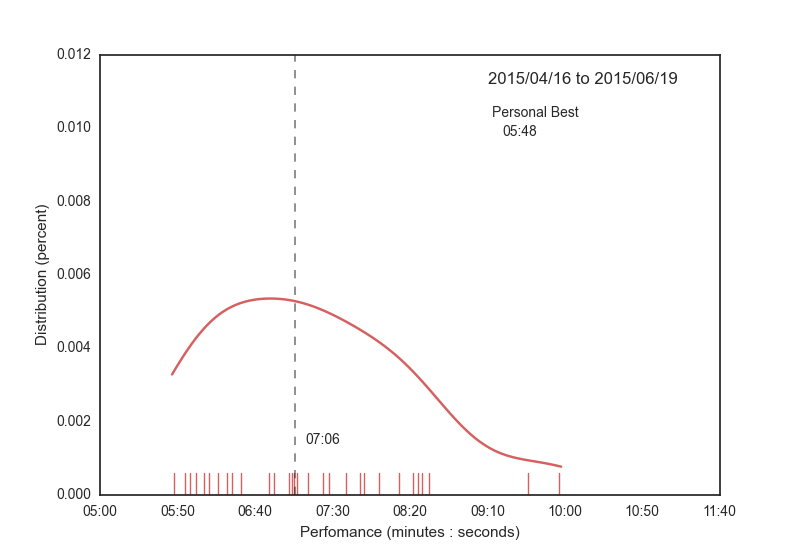 0.012
2015/04/16 to 2015/06/19
Personal Best
05:48
0.010
0.008
0.006
0.004
0.002
0.000
Distribution (percent)
07:06
05:00 05:50 06:40 07:30 08:20 09:10 10:00 10:50 11:40
Perfomance (minutes : seconds)